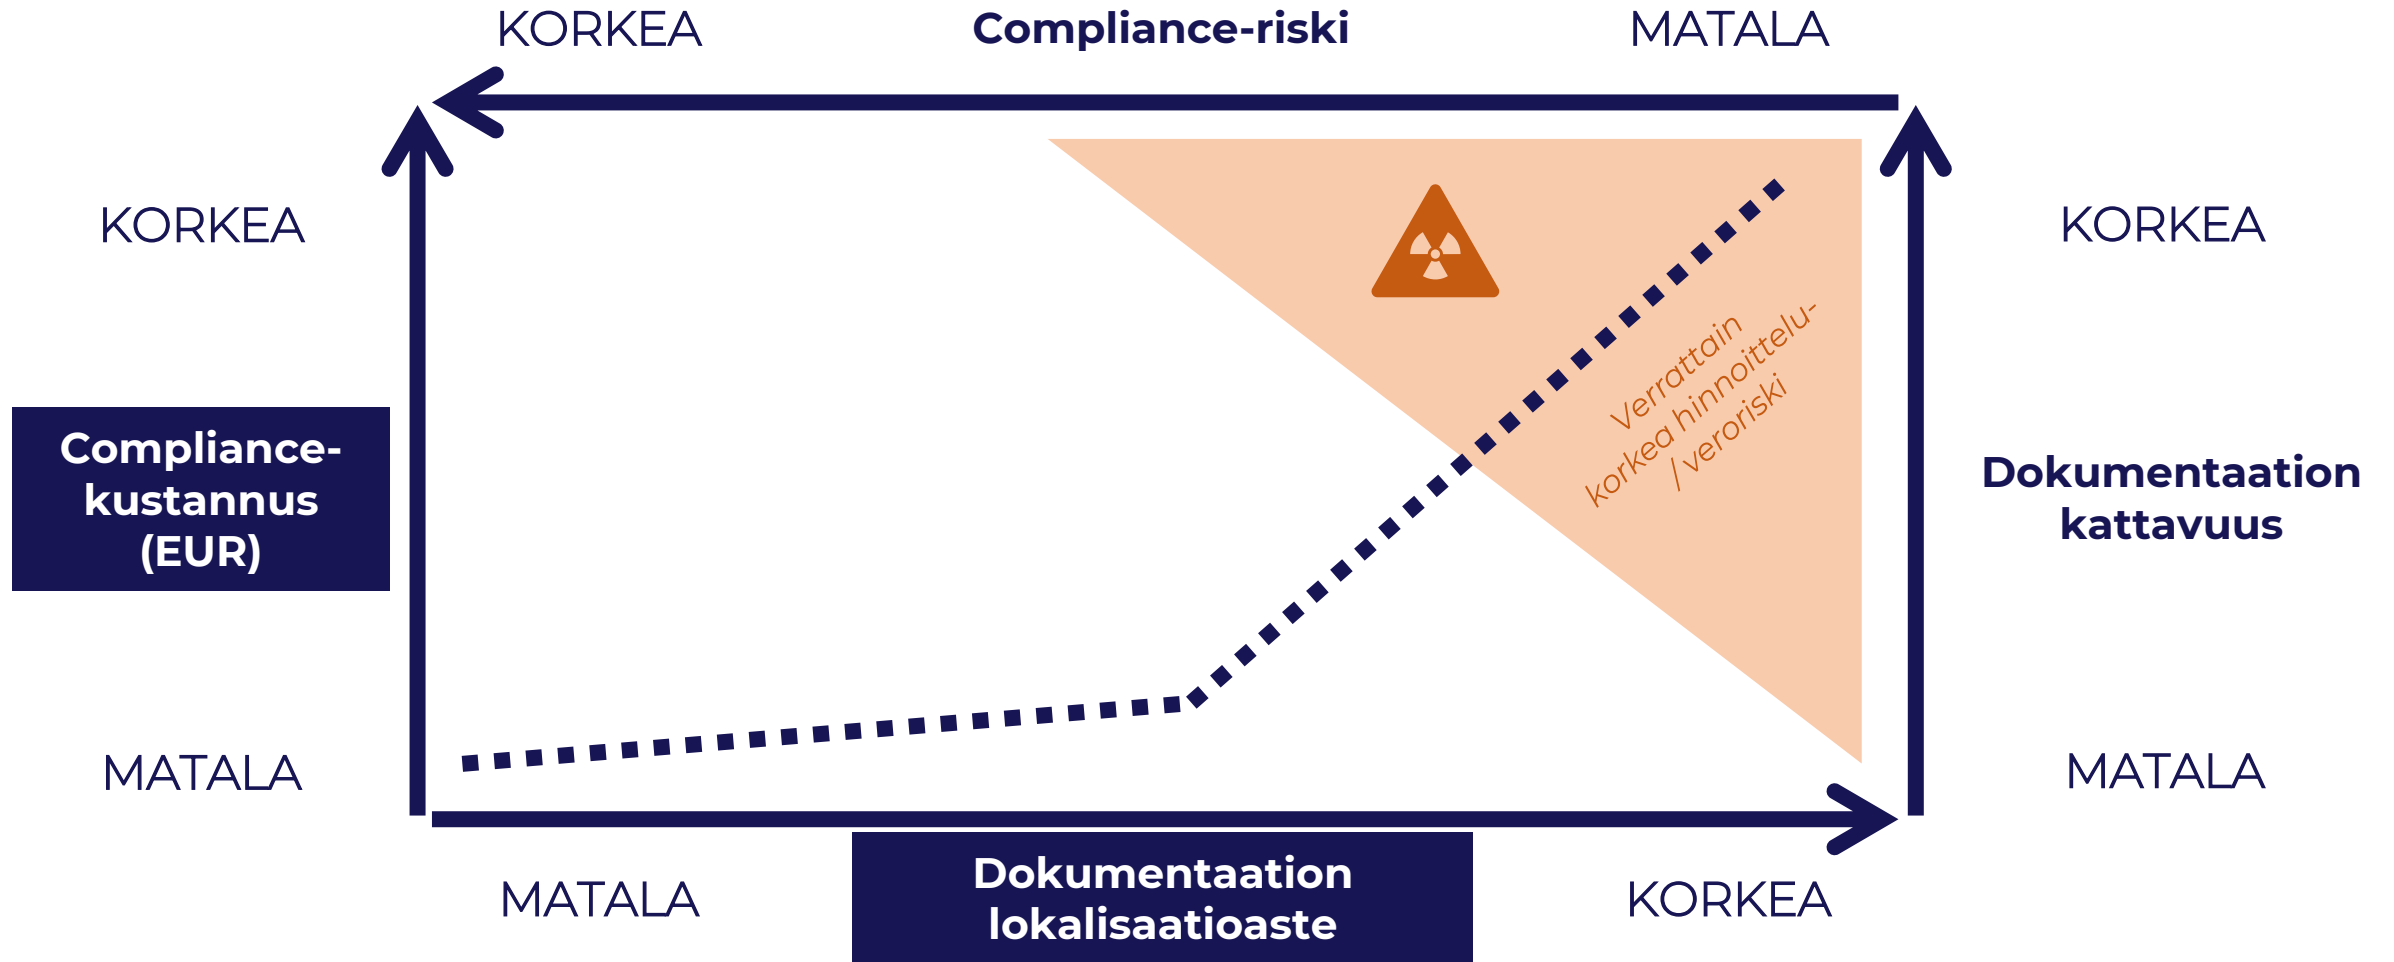 KORKEA
Compliance-riski
MATALA
KORKEA
KORKEA
Verrattain
korkea hinnoittelu-
/ veroriski
Compliance-
kustannus
(EUR)
Dokumentaation
kattavuus
MATALA
MATALA
MATALA
Dokumentaation
lokalisaatioaste
KORKEA